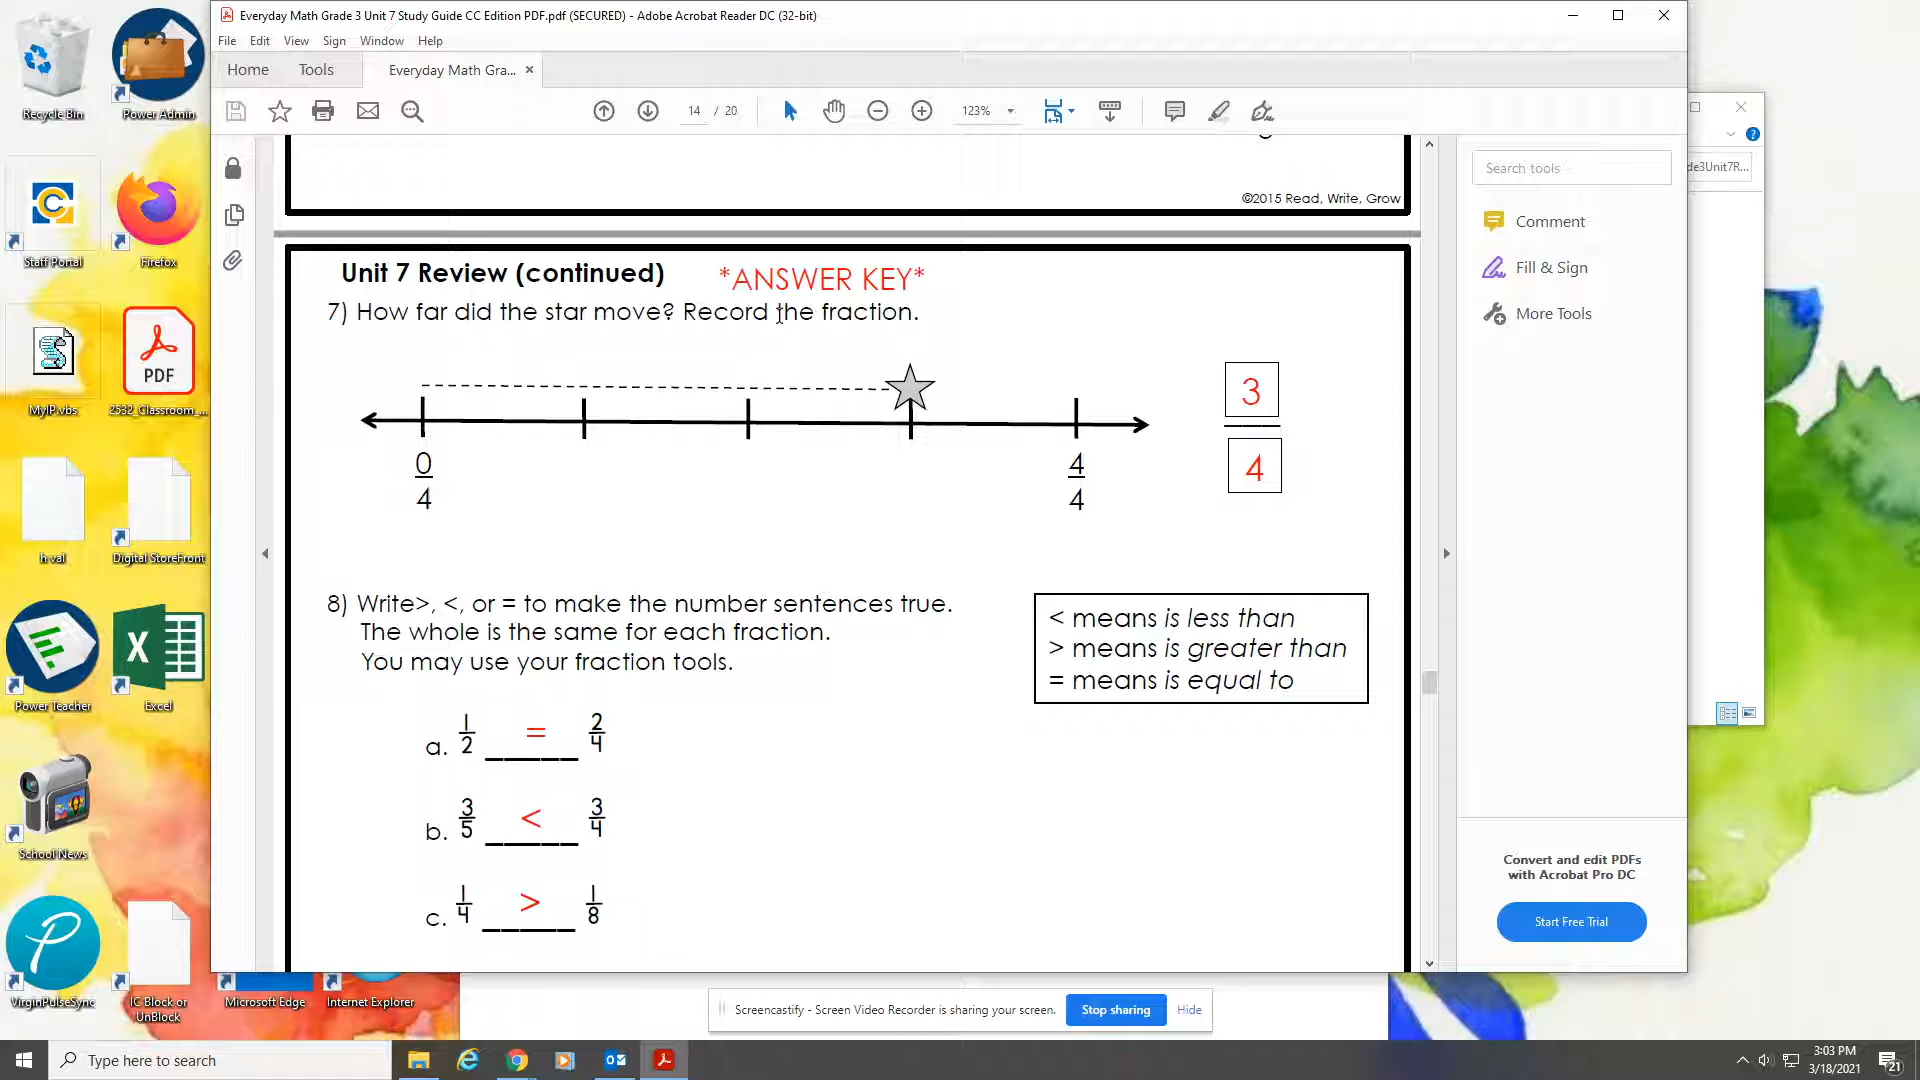 Everyday Math Grade 3 Unit 7 Study Guide CC Edition PDF.pdf (SECURED) - Adobe Acrobat Reader DC (32-bit)
File Edit View Sign Window Help
Home Tools Everyday Math Gra...
14 / 20 123%
©2015 Read, Write, Grow
Unit 7 Review (continued) *ANSWER KEY*
7) How far did the star move? Record the fraction.
3
4
0
4
4
4
8) Write>, <, or = to make the number sentences true.
The whole is the same for each fraction.
You may use your fraction tools.
< means is less than
> means is greater than
= means is equal to
a. 1/2 _____ = 2/4
b. 3/5 _____ < 3/4
c. 1/4 _____ > 1/8
Search tools
Comment
Fill & Sign
More Tools
Convert and edit PDFs
with Acrobat Pro DC
Start Free Trial
de3Unit7R...
Recycle Bin
Power Admin
Staff Portal
Firefox
MyIP.vbs
PDF
2532_Classroom_...
h val
Digital StoreFront
Power Teacher
Excel
School News
VirginPulseSync
IC Block or
UnBlock
Microsoft Edge
Internet Explorer
Screencastify - Screen Video Recorder is sharing your screen. Stop sharing Hide
Type here to search
3:03 PM
3/18/2021
21